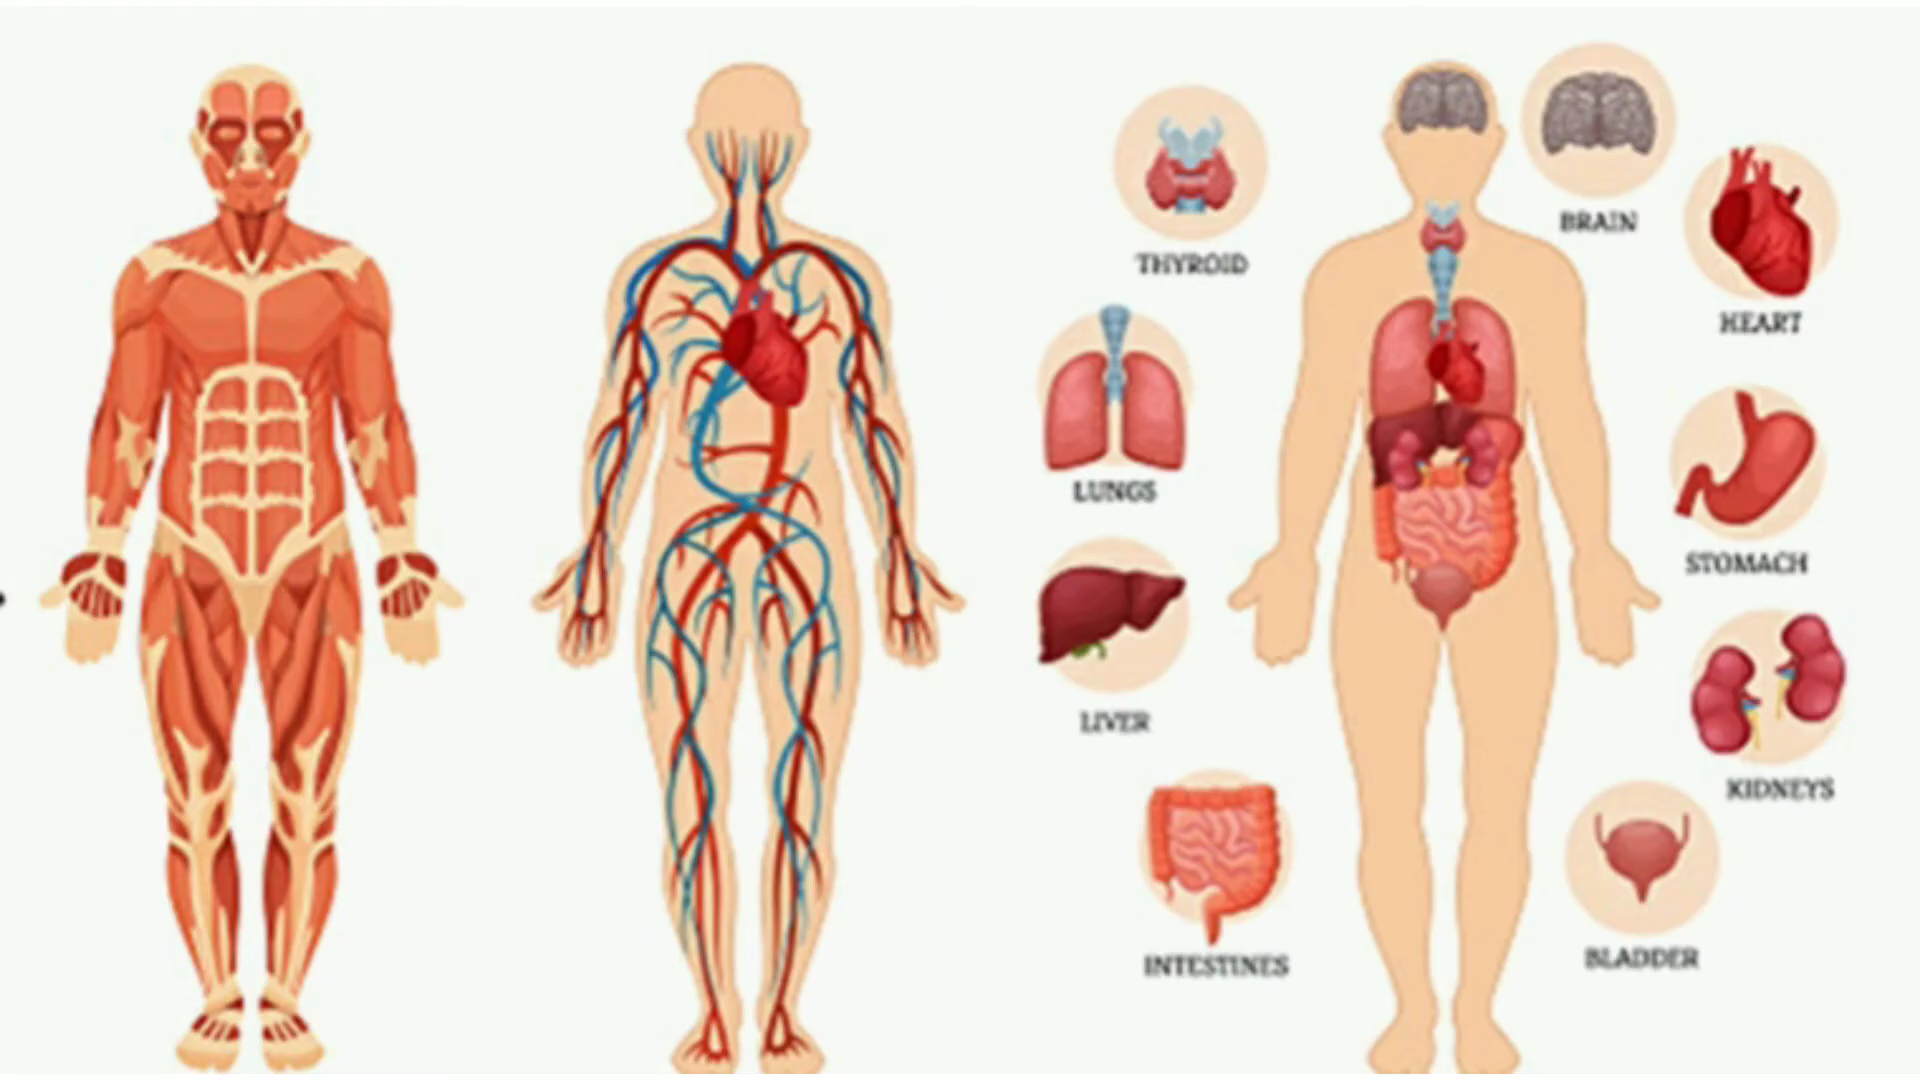 THYROID
BRAIN
HEART
LUNGS
STOMACH
LIVER
KIDNEYS
INTESTINES
BLADDER